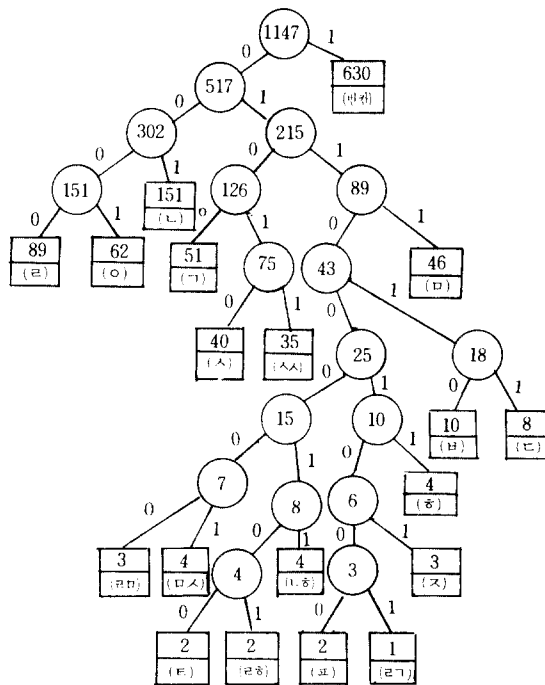 1147
0 1
517 630
(빈칸)
0 1
302 215
0 1 0 1
151 151 126 89
(ㄴ)
0 1 0 1 0 1
89 62 51 75 43 46
(ㄹ) (ㅇ) (ㄱ) (ㅁ)
0 1 0 1
40 35 25 18
(ㅅ) (ㅆ)
0 1 0 1
15 10 10 8
(ㅂ) (ㄷ)
0 1 0 1
7 8 6 4
(ㅎ)
0 1 0 1 0 1
3 4 4 4 3 3
(ㄻ) (ㅁㅅ) (ㄶ) (ㅈ)
0 1 0 1
2 2 2 1
(ㅌ) (ㅀ) (ㅍ) (ㄺ)